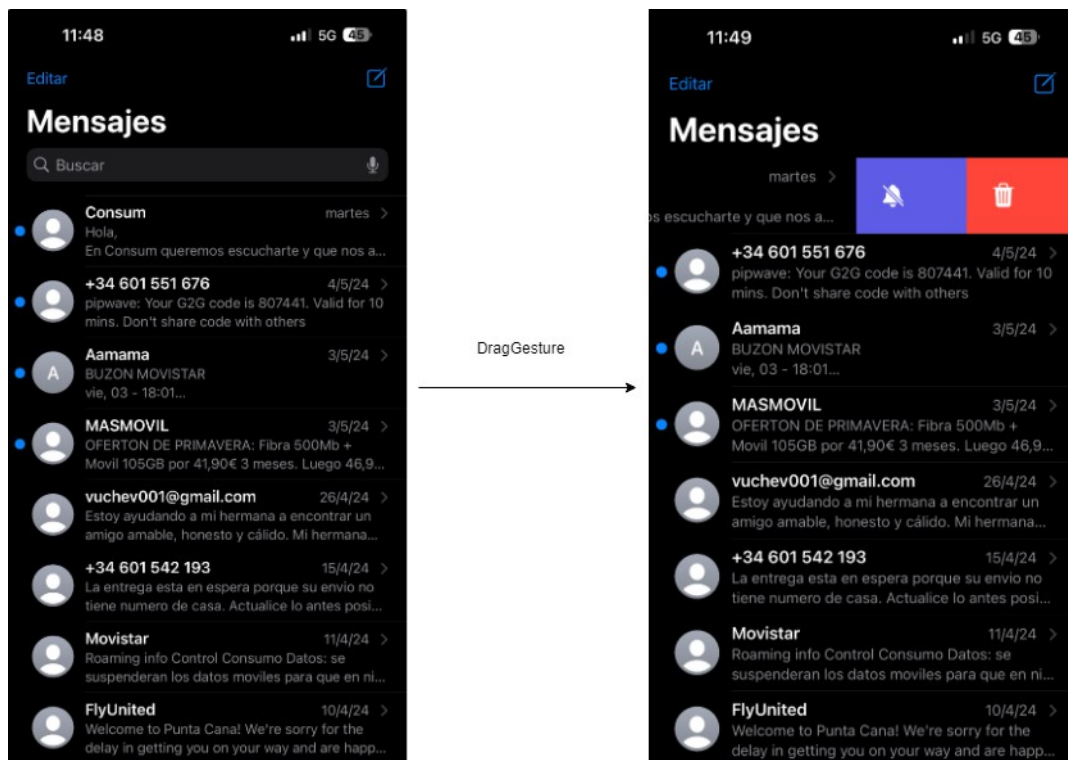 11:48
5G 45
Editar
Mensajes
Buscar
Consum martes
Hola,
En Consum queremos escucharte y que nos a...
+34 601 551 676 4/5/24
pipwave: Your G2G code is 807441. Valid for 10
mins. Don't share code with others
A
Aamama 3/5/24
BUZON MOVISTAR
vie, 03 - 18:01...
MASMOVIL 3/5/24
OFERTON DE PRIMAVERA: Fibra 500Mb +
Movil 105GB por 41,90€ 3 meses. Luego 46,9...
vuchev001@gmail.com 26/4/24
Estoy ayudando a mi hermana a encontrar un
amigo amable, honesto y cálido. Mi hermana...
+34 601 542 193 15/4/24
La entrega esta en espera porque su envio no
tiene numero de casa. Actualice lo antes posi...
Movistar 11/4/24
Roaming info Control Consumo Datos: se
suspenderan los datos moviles para que en ni...
FlyUnited 10/4/24
Welcome to Punta Cana! We're sorry for the
delay in getting you on your way and are happ...
DragGesture
11:49
5G 45
Editar
Mensajes
martes
os escucharte y que nos a...
+34 601 551 676 4/5/24
pipwave: Your G2G code is 807441. Valid for 10
mins. Don't share code with others
A
Aamama 3/5/24
BUZON MOVISTAR
vie, 03 - 18:01...
MASMOVIL 3/5/24
OFERTON DE PRIMAVERA: Fibra 500Mb +
Movil 105GB por 41,90€ 3 meses. Luego 46,9...
vuchev001@gmail.com 26/4/24
Estoy ayudando a mi hermana a encontrar un
amigo amable, honesto y cálido. Mi hermana...
+34 601 542 193 15/4/24
La entrega esta en espera porque su envio no
tiene numero de casa. Actualice lo antes posi...
Movistar 11/4/24
Roaming info Control Consumo Datos: se
suspenderan los datos moviles para que en ni...
FlyUnited 10/4/24
Welcome to Punta Cana! We're sorry for the
delay in getting you on your way and are happ...